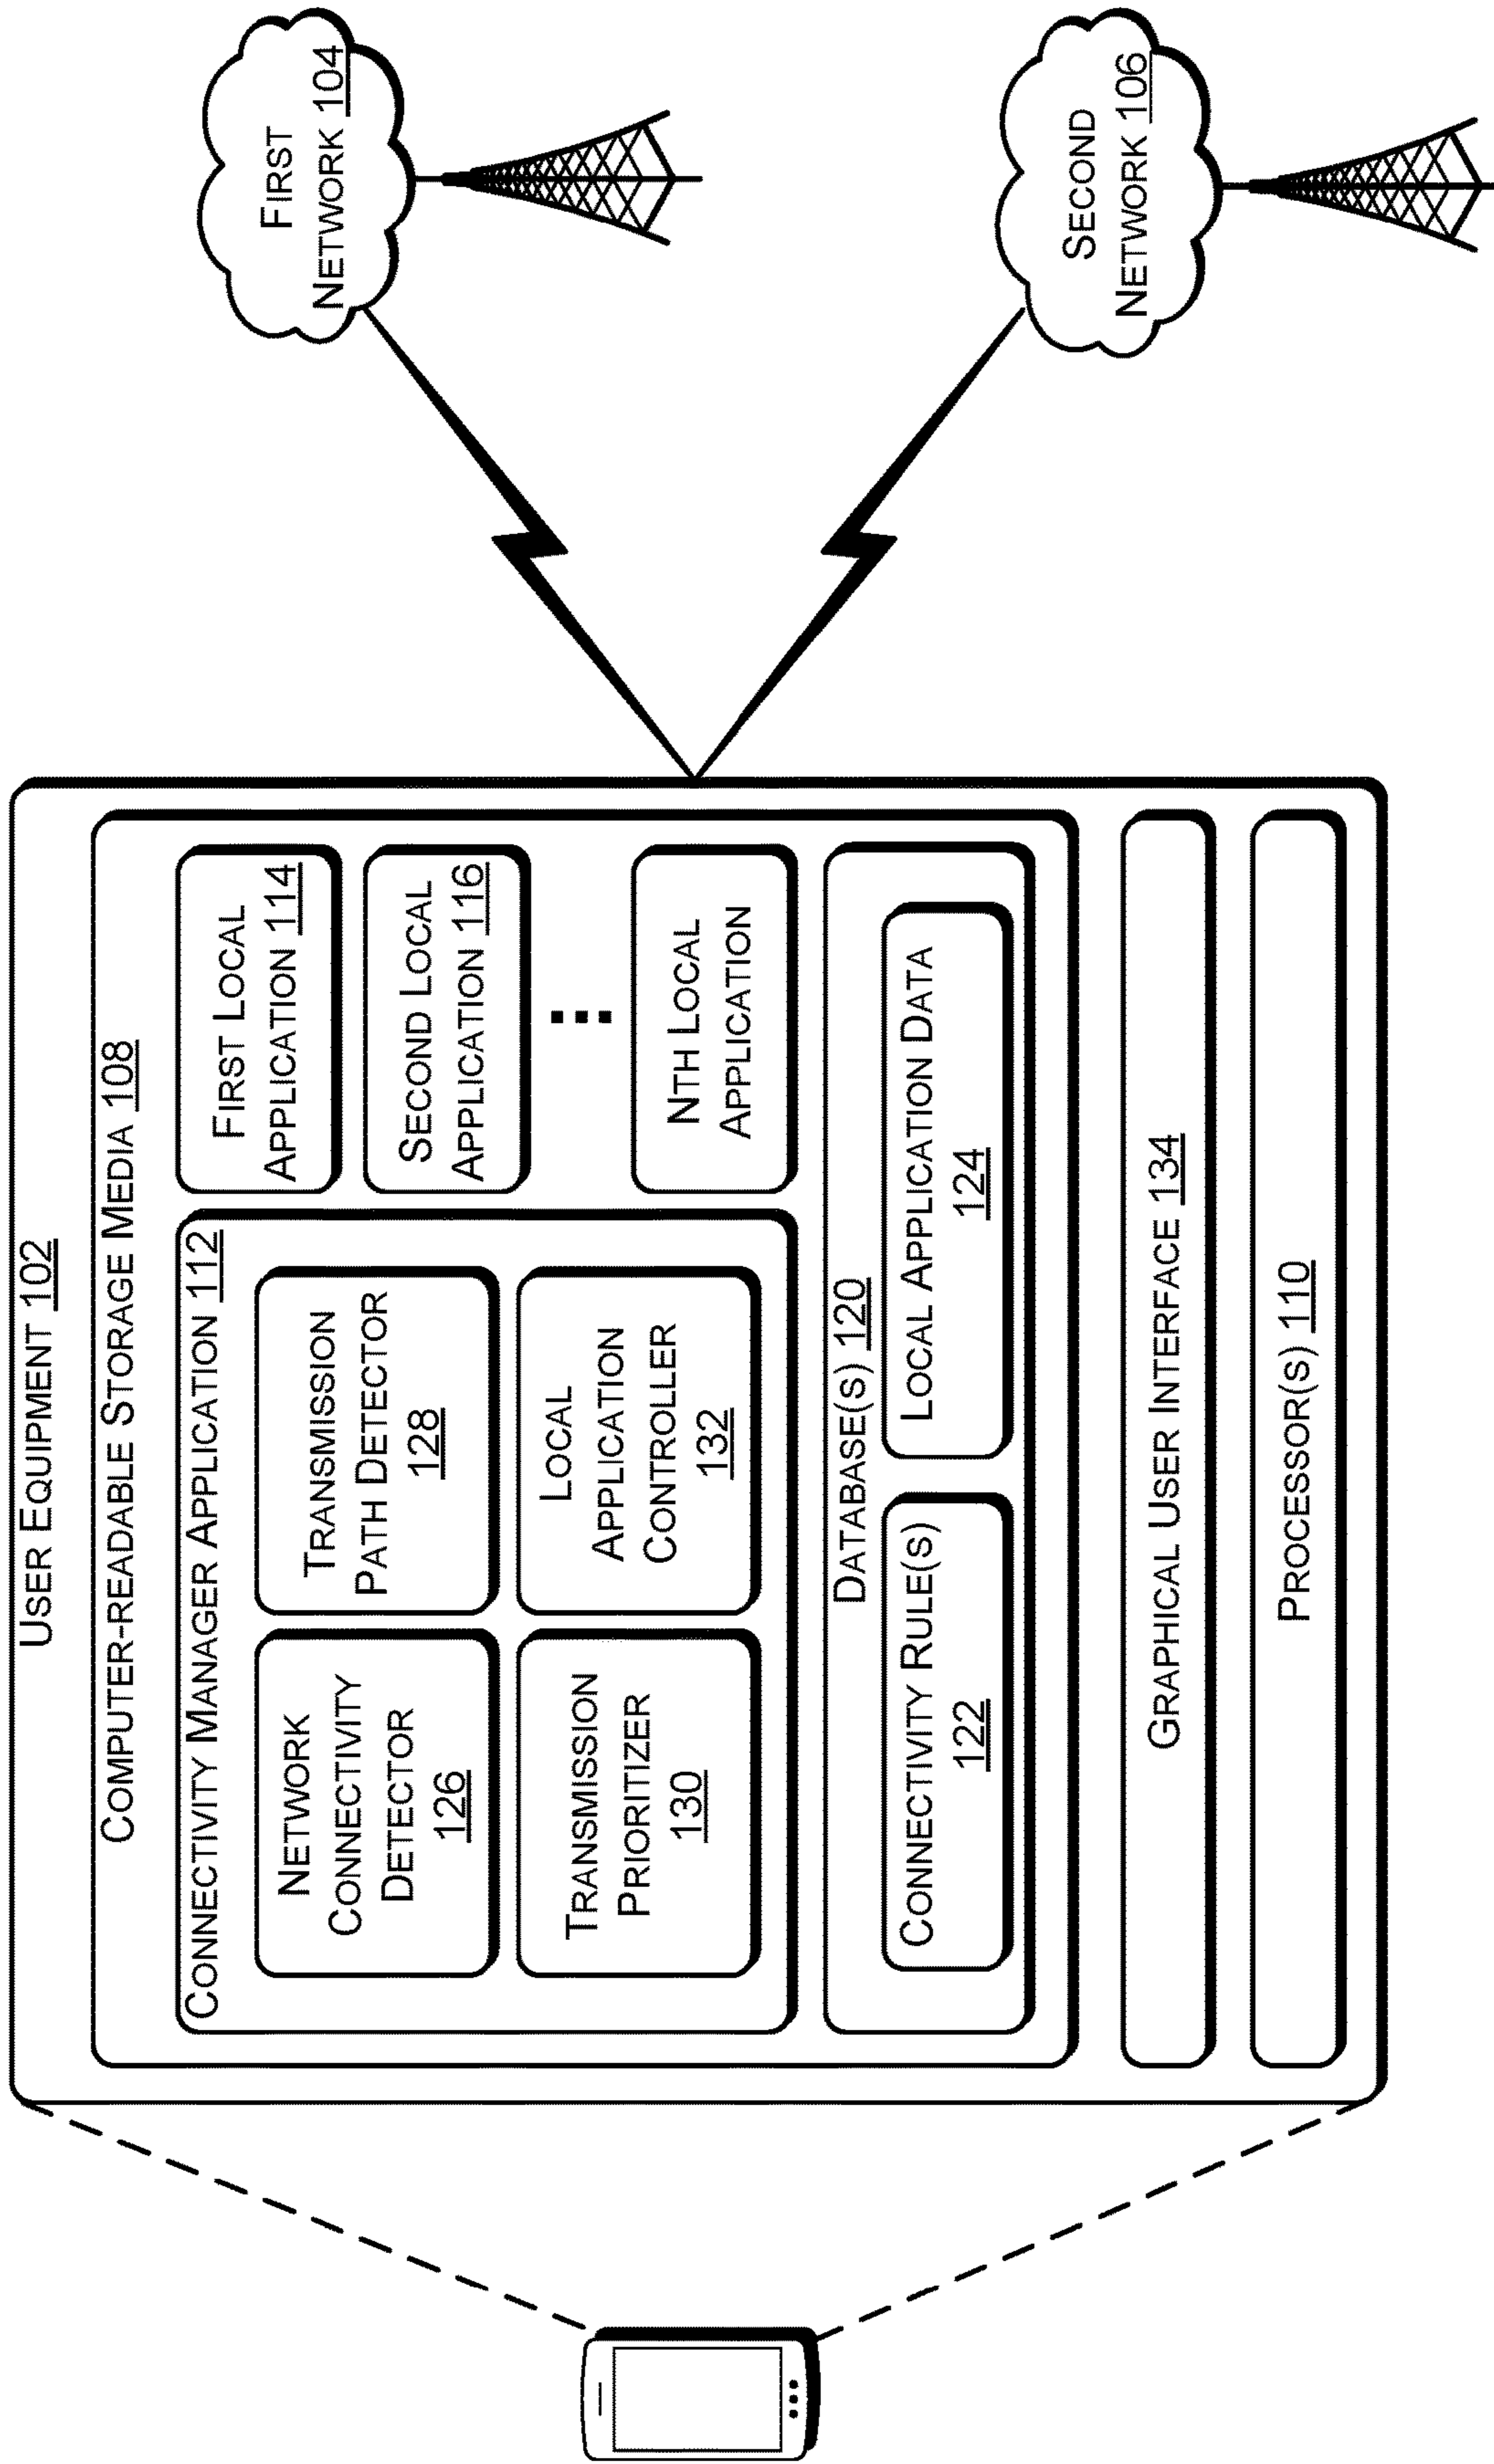 USER EQUIPMENT 102
COMPUTER-READABLE STORAGE MEDIA 108
CONNECTIVITY MANAGER APPLICATION 112
NETWORK
CONNECTIVITY
DETECTOR
126
TRANSMISSION
PATH DETECTOR
128
TRANSMISSION
PRIORITIZER
130
LOCAL
APPLICATION
CONTROLLER
132
FIRST LOCAL
APPLICATION 114
SECOND LOCAL
APPLICATION 116
NTH LOCAL
APPLICATION
DATABASE(S) 120
CONNECTIVITY RULE(S)
122
LOCAL APPLICATION DATA
124
GRAPHICAL USER INTERFACE 134
PROCESSOR(S) 110
FIRST
NETWORK 104
SECOND
NETWORK 106